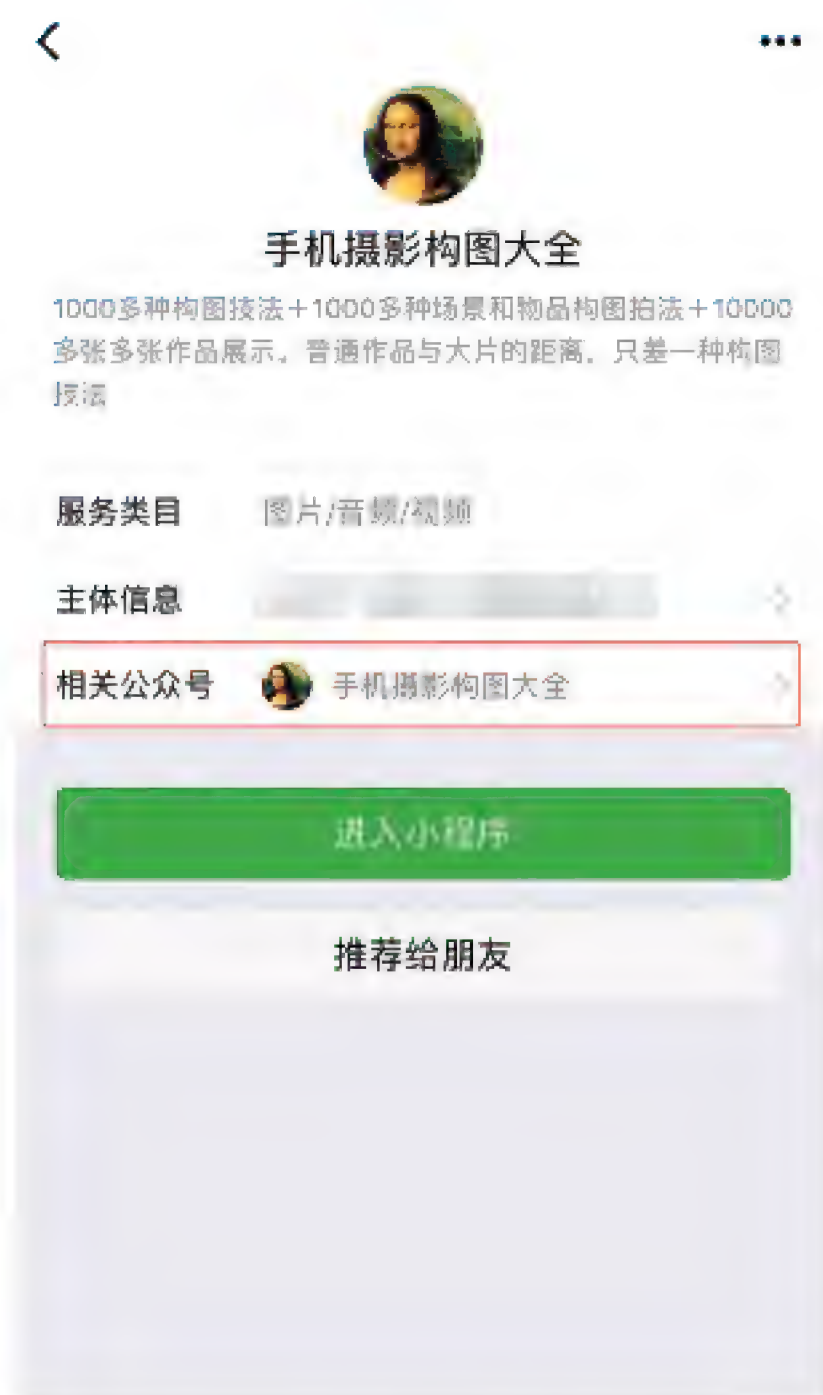 手机摄影构图大全
1000多种构图技法+1000多种场景和物品构图拍法+10000
多张多张作品展示。普通作品与大片的距离，只差一种构图
技法
服务类目 图片/音频/视频
主体信息
相关公众号 手机摄影构图大全
进入小程序
推荐给朋友